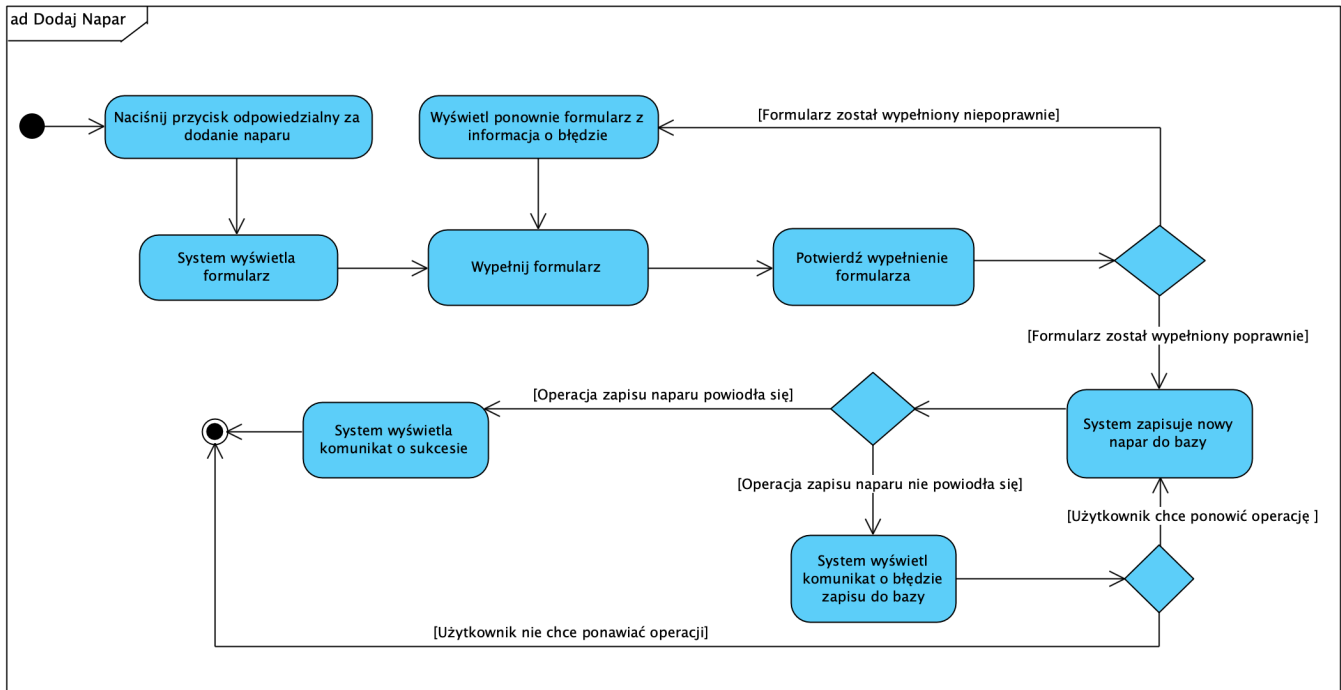 ad Dodaj Napar
Naciśnij przycisk odpowiedzialny za
dodanie naparu
Wyświetl ponownie formularz z
informacja o błędzie
[Formularz został wypełniony niepoprawnie]
System wyświetla
formularz
Wypełnij formularz
Potwierdź wypełnienie
formularza
[Formularz został wypełniony poprawnie]
[Operacja zapisu naparu powiodła się]
System wyświetla
komunikat o sukcesie
System zapisuje nowy
napar do bazy
[Operacja zapisu naparu nie powiodła się]
[Użytkownik chce ponowić operację ]
System wyświetl
komunikat o błędzie
zapisu do bazy
[Użytkownik nie chce ponawiać operacji]